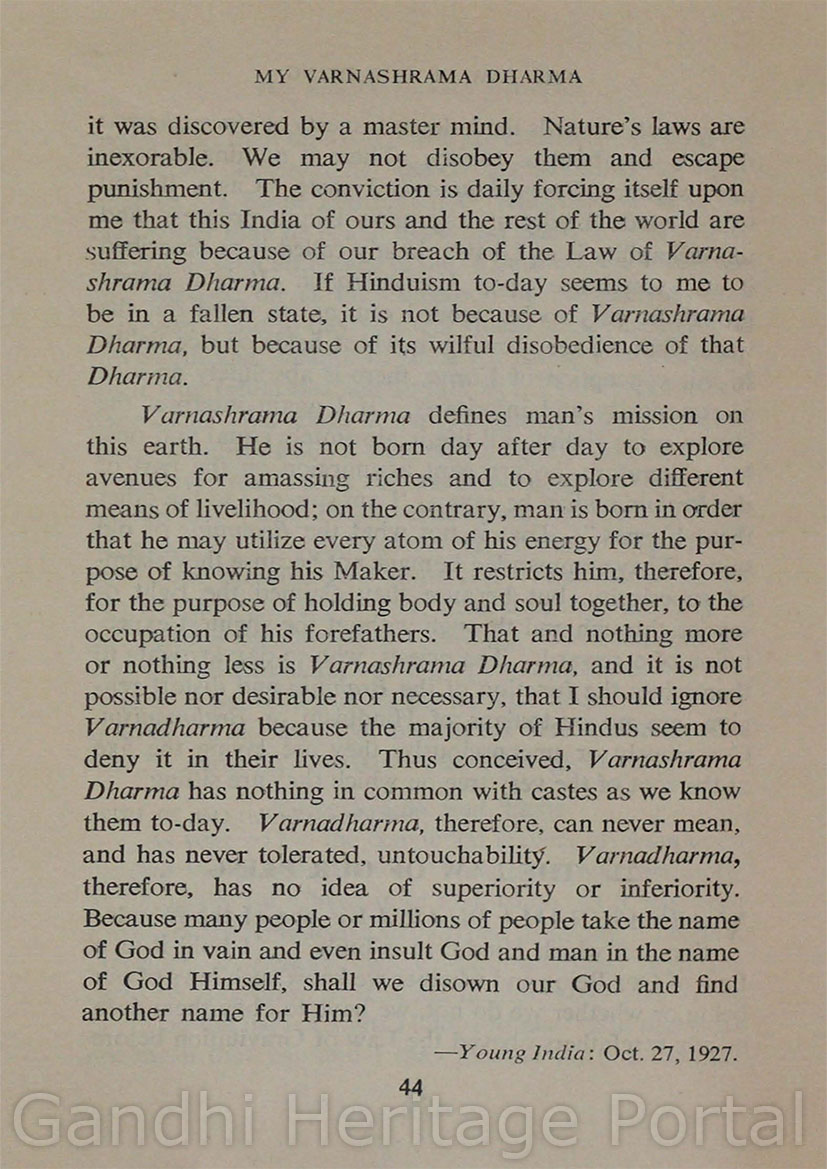 MY VARNASHRAMA DHARMA
it was discovered by a master mind. Nature's laws are
inexorable. We may not disobey them and escape
punishment. The conviction is daily forcing itself upon
me that this India of ours and the rest of the world are
suffering because of our breach of the Law of Varna-
shrama Dharma. If Hinduism to-day seems to me to
be in a fallen state, it is not because of Varnashrama
Dharma, but because of its wilful disobedience of that
Dharma.
Varnashrama Dharma defines man's mission on
this earth. He is not born day after day to explore
avenues for amassing riches and to explore different
means of livelihood; on the contrary, man is born in order
that he may utilize every atom of his energy for the pur-
pose of knowing his Maker. It restricts him, therefore,
for the purpose of holding body and soul together, to the
occupation of his forefathers. That and nothing more
or nothing less is Varnashrama Dharma, and it is not
possible nor desirable nor necessary, that I should ignore
Varnadharma because the majority of Hindus seem to
deny it in their lives. Thus conceived, Varnashrama
Dharma has nothing in common with castes as we know
them to-day. Varnadharma, therefore, can never mean,
and has never tolerated, untouchability. Varnadharma,
therefore, has no idea of superiority or inferiority.
Because many people or millions of people take the name
of God in vain and even insult God and man in the name
of God Himself, shall we disown our God and find
another name for Him?
—Young India: Oct. 27, 1927.
44
Gandhi Heritage Portal